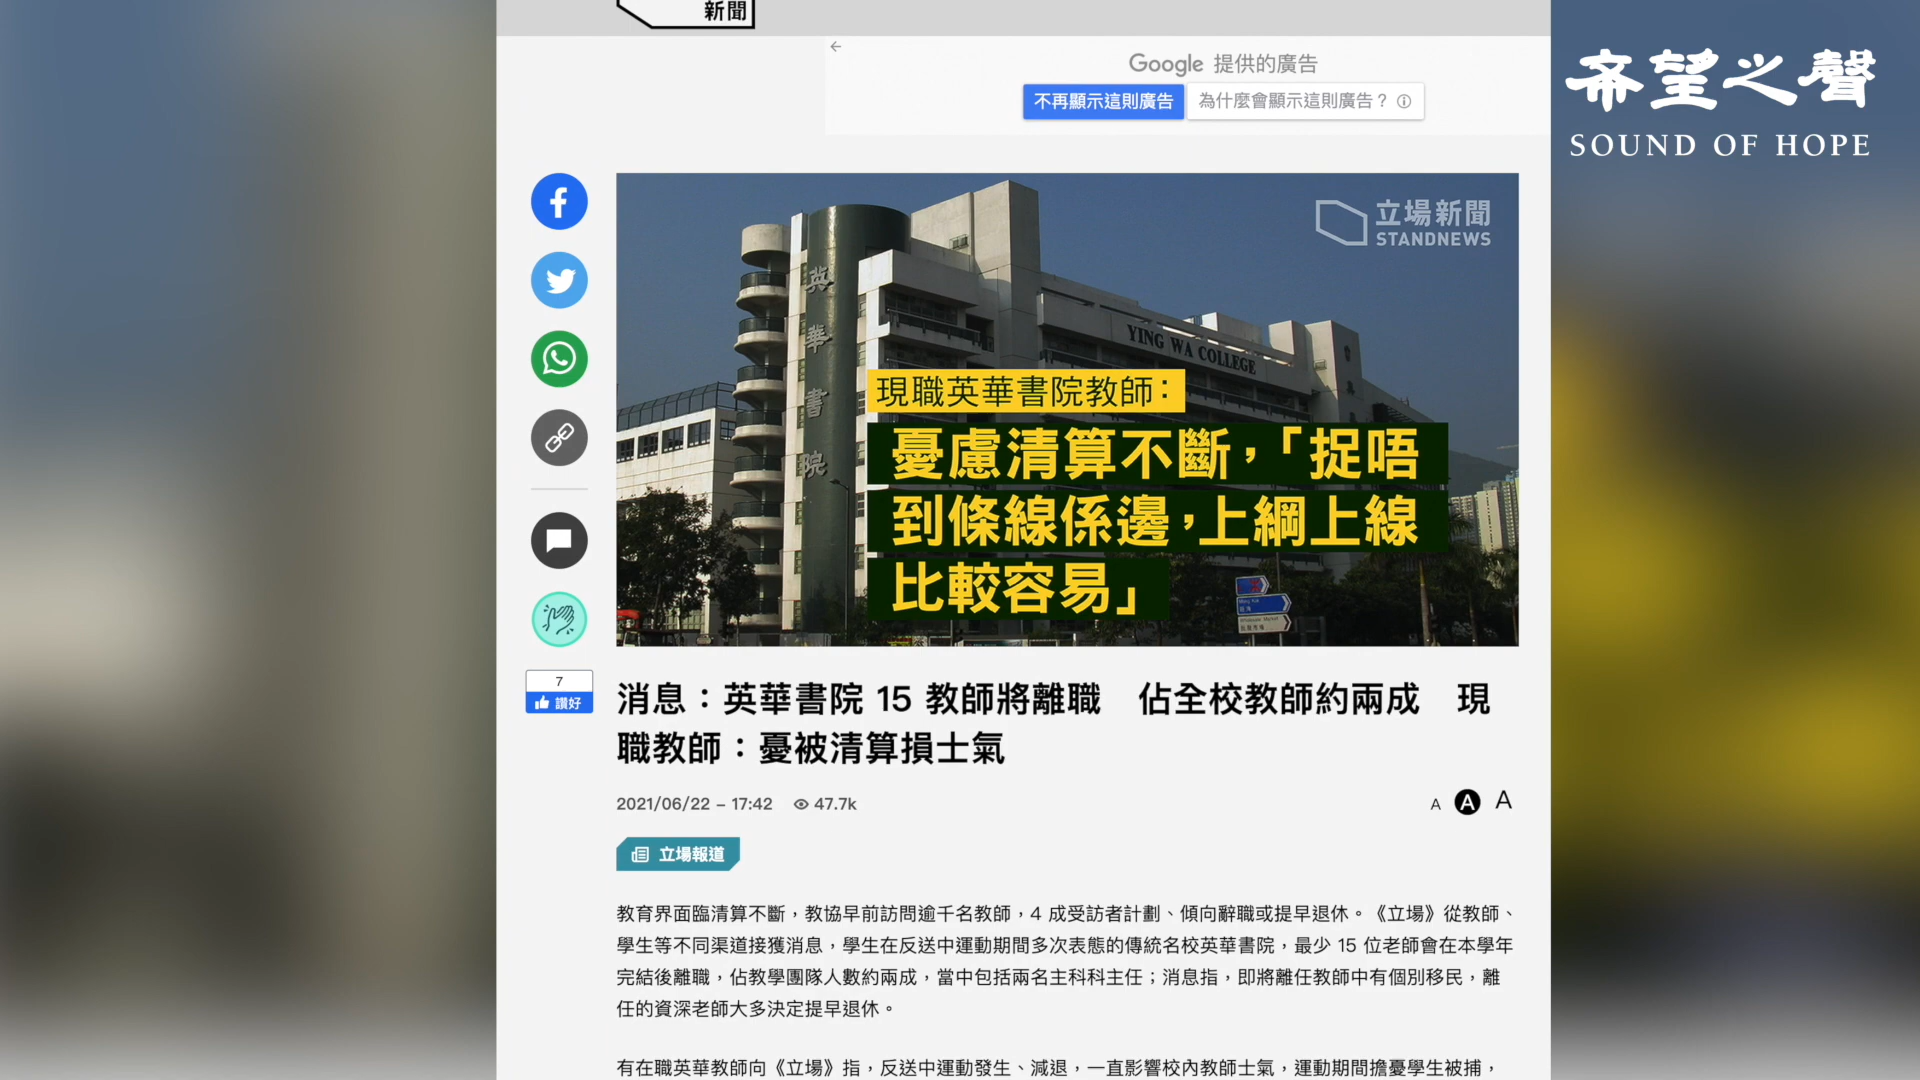 新聞
Google 提供的廣告
不再顯示這則廣告
為什麼會顯示這則廣告？
希望之聲
SOUND OF HOPE
立場新聞
STANDNEWS
英華書院
YING WA COLLEGE
現職英華書院教師：
憂慮清算不斷，「捉唔
到條線係邊，上綱上線
比較容易」
7
讚好
消息：英華書院 15 教師將離職　佔全校教師約兩成　現
職教師：憂被清算損士氣
2021/06/22 – 17:42 47.7k
A A A
立場報道
教育界面臨清算不斷，教協早前訪問逾千名教師，4 成受訪者計劃、傾向辭職或提早退休。《立場》從教師、
學生等不同渠道接獲消息，學生在反送中運動期間多次表態的傳統名校英華書院，最少 15 位老師會在本學年
完結後離職，佔教學團隊人數約兩成，當中包括兩名主科科主任；消息指，即將離任教師中有個別移民，離
任的資深老師大多決定提早退休。
有在職英華教師向《立場》指，反送中運動發生、減退，一直影響校內教師士氣，運動期間擔憂學生被捕，